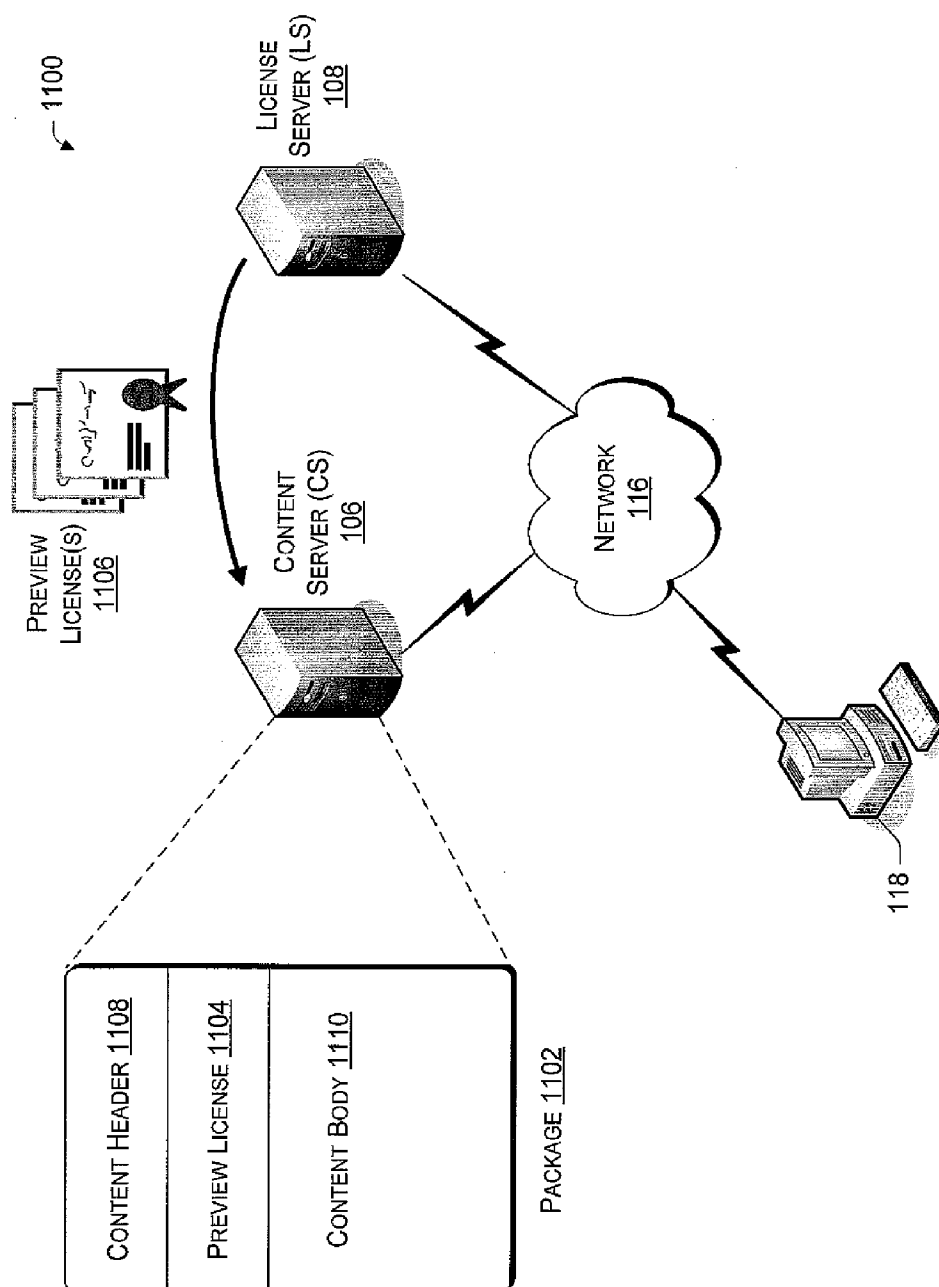 1100
PREVIEW
LICENSE(S)
1106
LICENSE
SERVER (LS)
108
CONTENT
SERVER (CS)
106
CONTENT HEADER 1108
PREVIEW LICENSE 1104
CONTENT BODY 1110
PACKAGE 1102
NETWORK
116
118